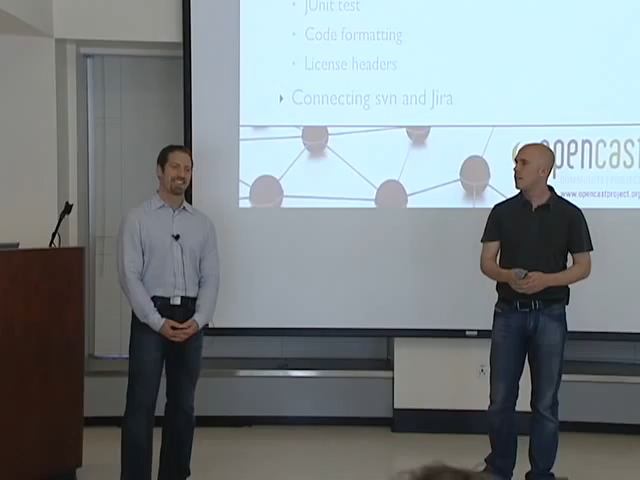 • JUnit test
• Code formatting
• License headers
‣ Connecting svn and Jira
opencast
www.opencastproject.org